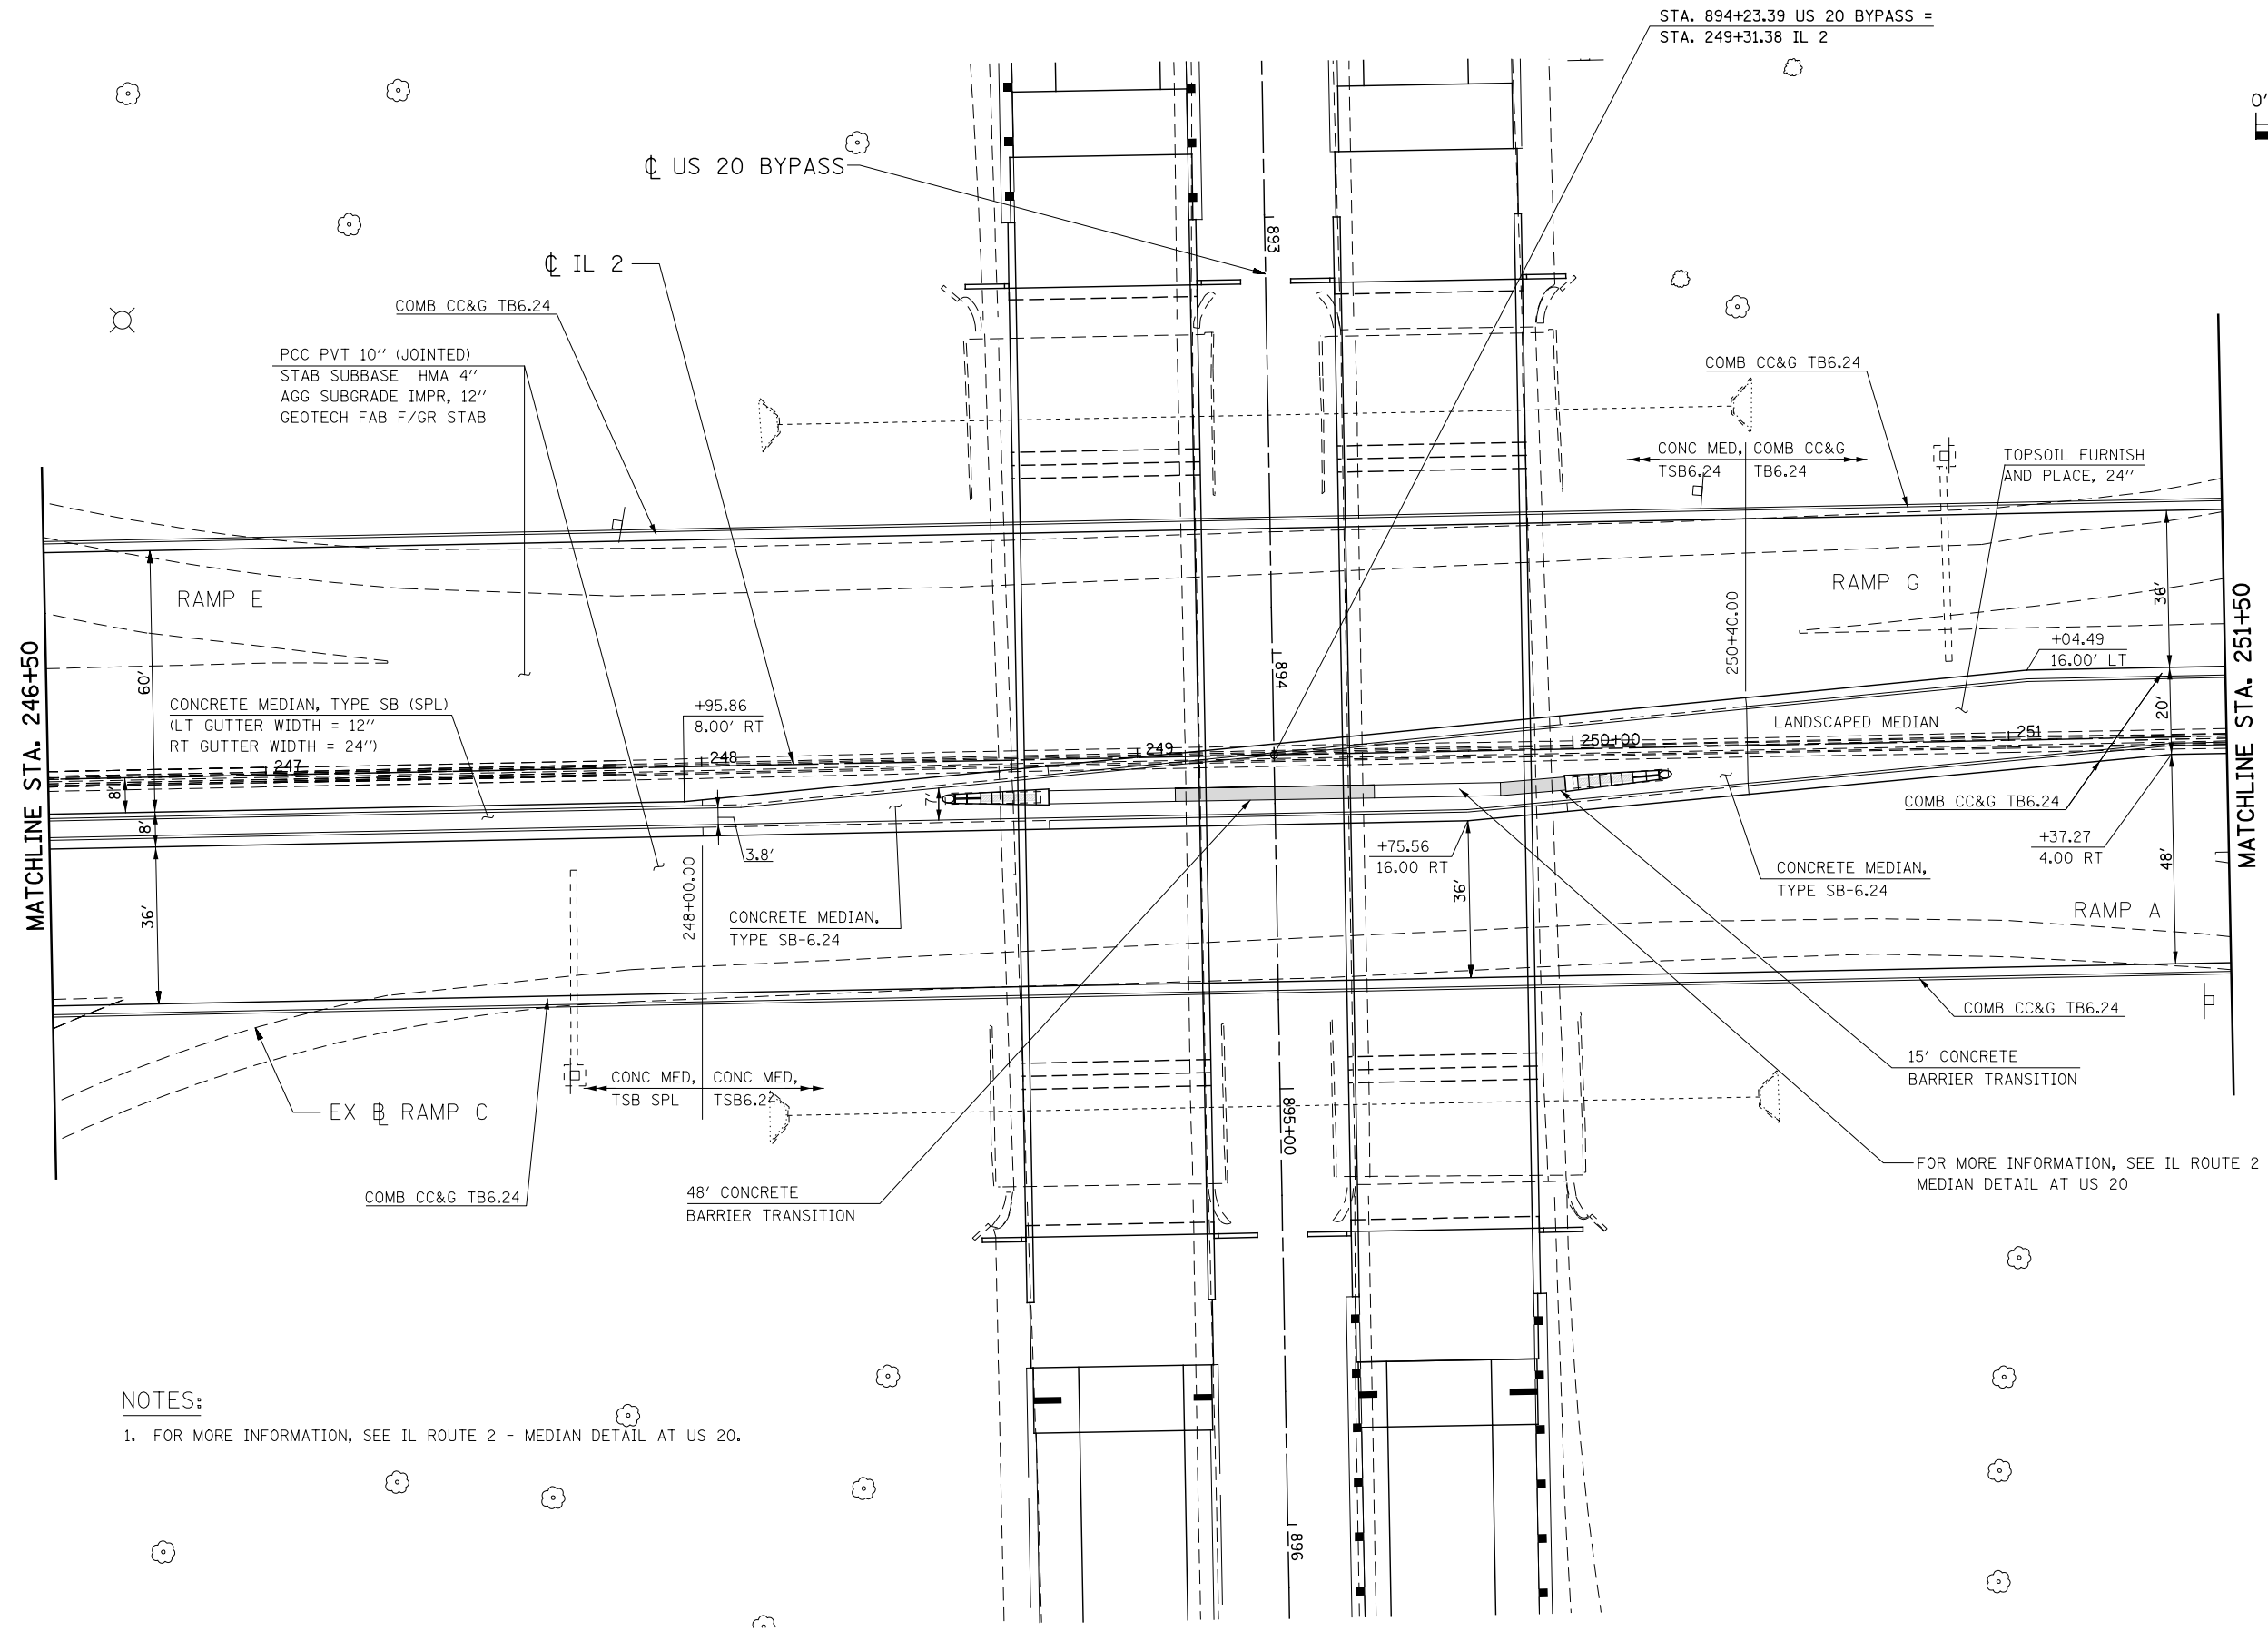 STA. 894+23.39 US 20 BYPASS =
STA. 249+31.38 IL 2
0'
℄ US 20 BYPASS
893
℄ IL 2
COMB CC&G TB6.24
PCC PVT 10'' (JOINTED)
STAB SUBBASE HMA 4''
AGG SUBGRADE IMPR, 12''
GEOTECH FAB F/GR STAB
COMB CC&G TB6.24
CONC MED, COMB CC&G
TSB6.24 TB6.24
TOPSOIL FURNISH
AND PLACE, 24''
RAMP E
RAMP G
36'
250+40.00
MATCHLINE STA. 246+50
MATCHLINE STA. 251+50
60'
894
+04.49
16.00' LT
CONCRETE MEDIAN, TYPE SB (SPL)
(LT GUTTER WIDTH = 12''
RT GUTTER WIDTH = 24'')
+95.86
8.00' RT
20'
LANDSCAPED MEDIAN
247
248
249
250+00
251
8'
8'
7'
3.8'
COMB CC&G TB6.24
+37.27
4.00 RT
+75.56
16.00 RT
48'
36'
36'
248+00.00
CONCRETE MEDIAN,
TYPE SB-6.24
CONCRETE MEDIAN,
TYPE SB-6.24
RAMP A
COMB CC&G TB6.24
15' CONCRETE
BARRIER TRANSITION
CONC MED, CONC MED,
TSB SPL TSB6.24
EX B̵L RAMP C
895+00
FOR MORE INFORMATION, SEE IL ROUTE 2
MEDIAN DETAIL AT US 20
COMB CC&G TB6.24
48' CONCRETE
BARRIER TRANSITION
NOTES:
1. FOR MORE INFORMATION, SEE IL ROUTE 2 - MEDIAN DETAIL AT US 20.
896